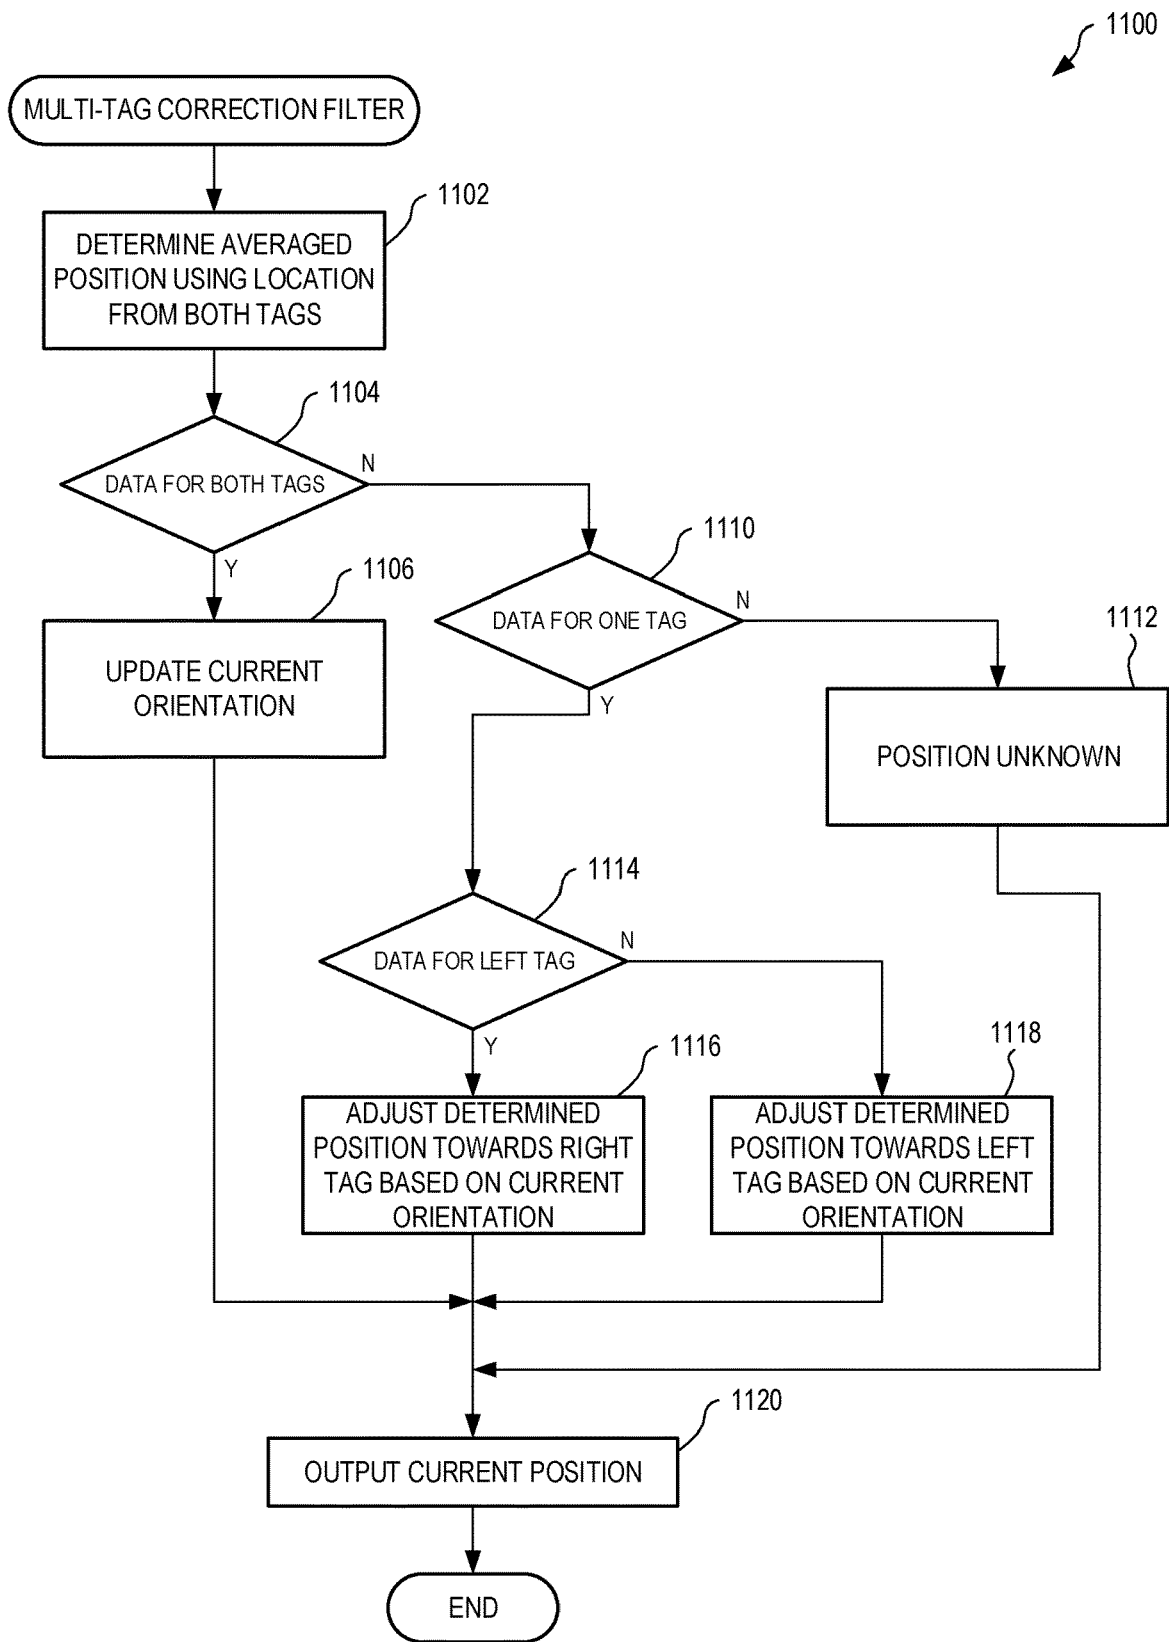 1100
MULTI-TAG CORRECTION FILTER
1102
DETERMINE AVERAGED
POSITION USING LOCATION
FROM BOTH TAGS
1104
DATA FOR BOTH TAGS
N
Y
1106
UPDATE CURRENT
ORIENTATION
1110
DATA FOR ONE TAG
N
Y
1112
POSITION UNKNOWN
1114
DATA FOR LEFT TAG
N
Y
1116
ADJUST DETERMINED
POSITION TOWARDS RIGHT
TAG BASED ON CURRENT
ORIENTATION
1118
ADJUST DETERMINED
POSITION TOWARDS LEFT
TAG BASED ON CURRENT
ORIENTATION
1120
OUTPUT CURRENT POSITION
END